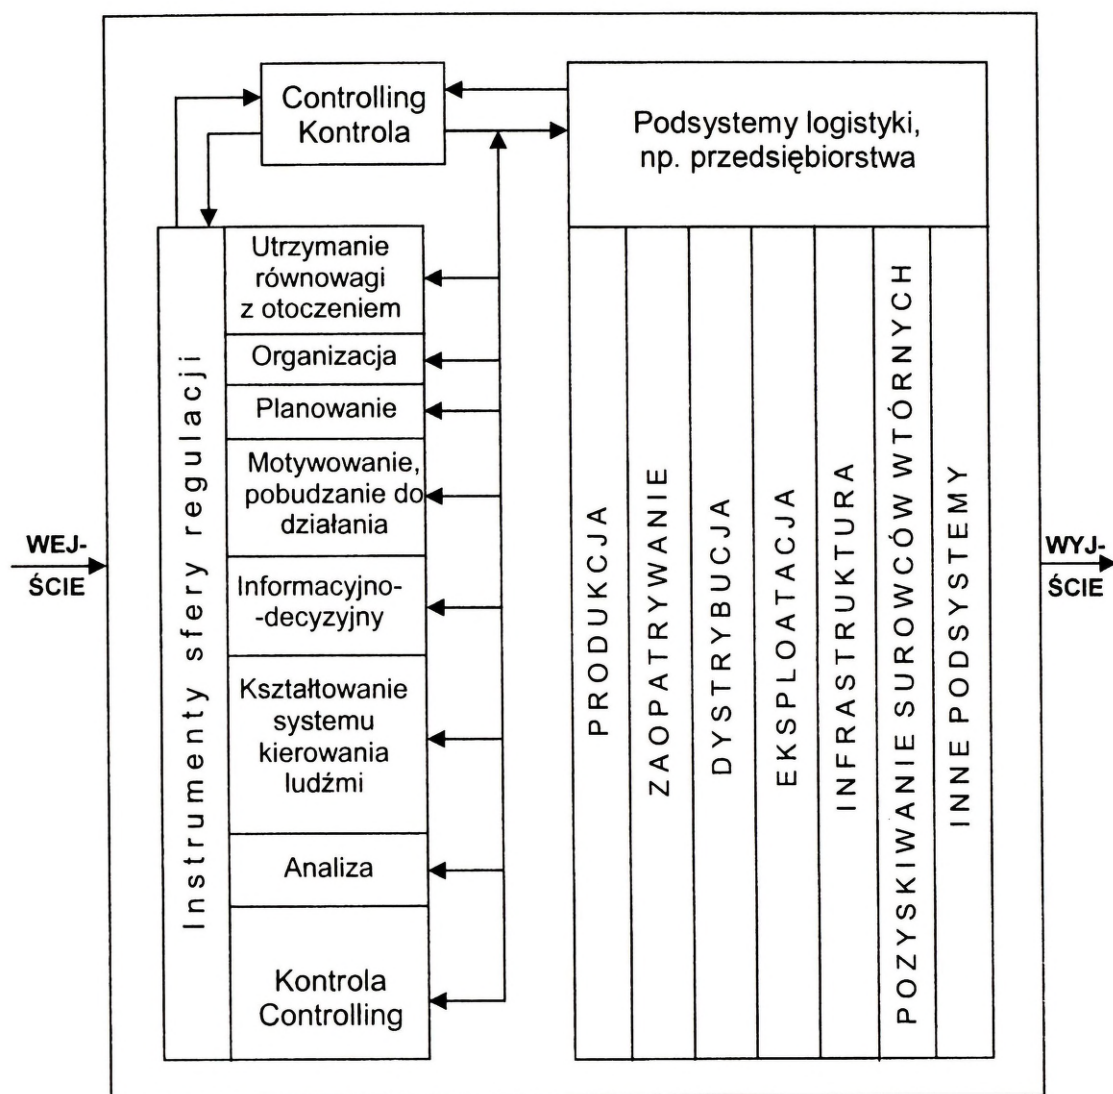 Controlling
Kontrola
Podsystemy logistyki,
np. przedsiębiorstwa
Instrumenty sfery regulacji
Utrzymanie
równowagi
z otoczeniem
Organizacja
Planowanie
Motywowanie,
pobudzanie do
działania
Informacyjno-
-decyzyjny
Kształtowanie
systemu
kierowania
ludźmi
Analiza
Kontrola
Controlling
PRODUKCJA
ZAOPATRYWANIE
DYSTRYBUCJA
EKSPLOATACJA
INFRASTRUKTURA
POZYSKIWANIE SUROWCÓW WTÓRNYCH
INNE PODSYSTEMY
WEJ-
ŚCIE
WYJ-
ŚCIE